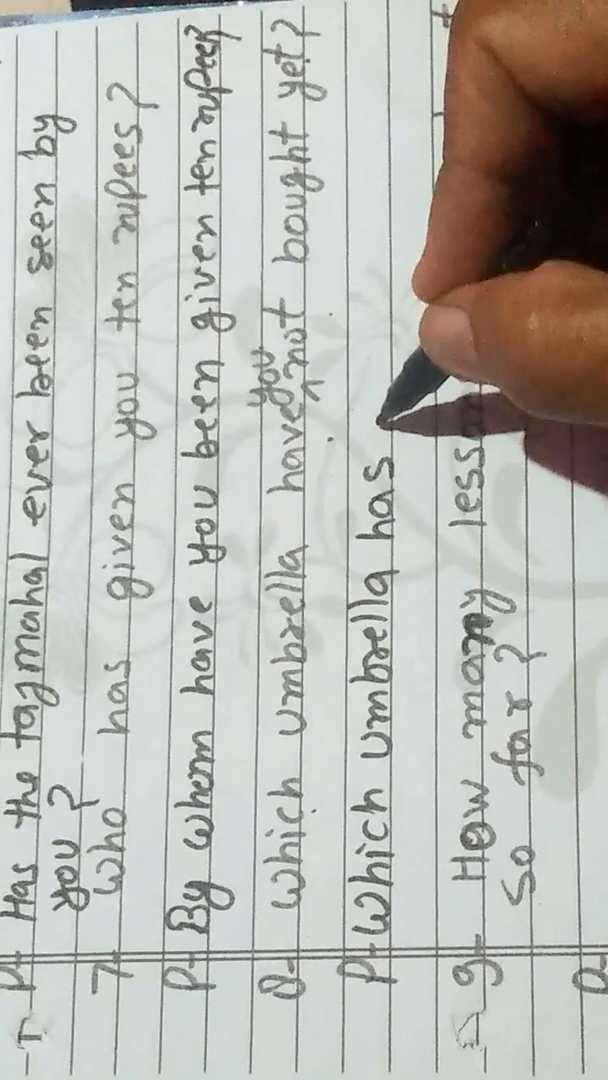 P- Has the tajmahal ever been seen by
you?
7- Who has given you ten rupees?
P- By whom have you been given ten rupees?
8- Which umbrella have you not bought yet?
P- Which umbrella has
9- How many
so far?
P-